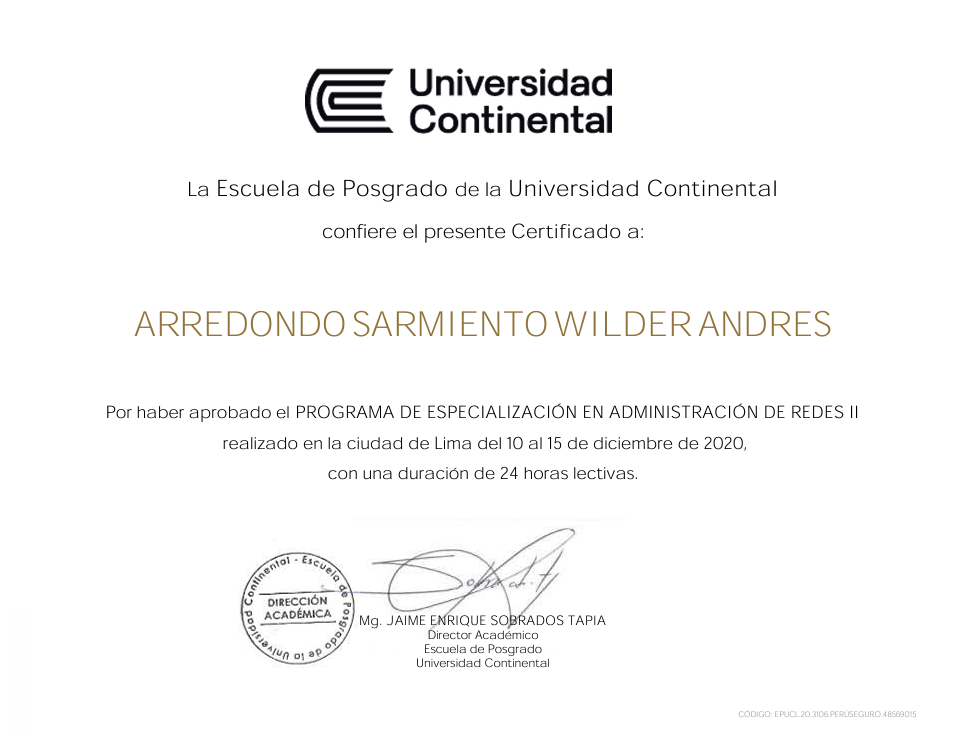 Universidad
Continental
La Escuela de Posgrado de la Universidad Continental
confiere el presente Certificado a:
ARREDONDO SARMIENTO WILDER ANDRES
Por haber aprobado el PROGRAMA DE ESPECIALIZACIÓN EN ADMINISTRACIÓN DE REDES II
realizado en la ciudad de Lima del 10 al 15 de diciembre de 2020,
con una duración de 24 horas lectivas.
Universidad Continental - Escuela de Posgrado de la
DIRECCIÓN
ACADÉMICA
Mg. JAIME ENRIQUE SOBRADOS TAPIA
Director Académico
Escuela de Posgrado
Universidad Continental
CÓDIGO: EPUCL.20.3106.PERÚSEGURO.48569015